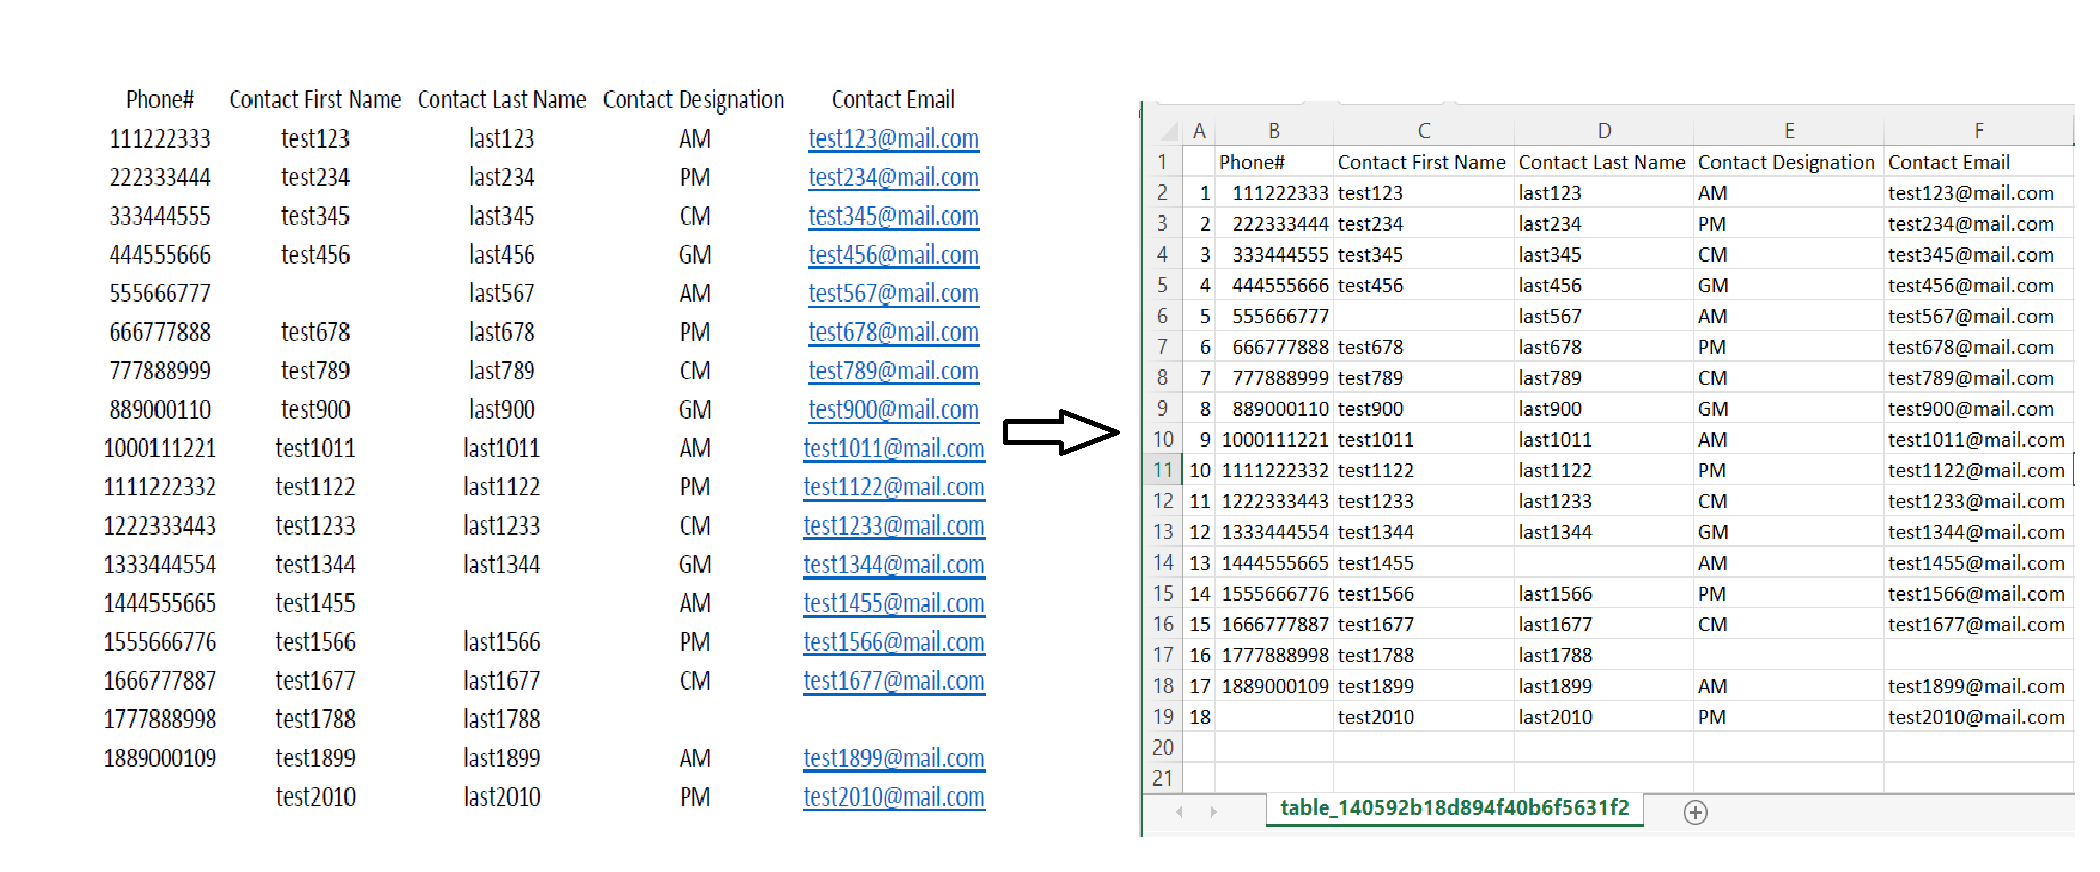 Phone# Contact First Name Contact Last Name Contact Designation Contact Email
111222333 test123 last123 AM test123@mail.com
222333444 test234 last234 PM test234@mail.com
333444555 test345 last345 CM test345@mail.com
444555666 test456 last456 GM test456@mail.com
555666777 last567 AM test567@mail.com
666777888 test678 last678 PM test678@mail.com
777888999 test789 last789 CM test789@mail.com
889000110 test900 last900 GM test900@mail.com
1000111221 test1011 last1011 AM test1011@mail.com
1111222332 test1122 last1122 PM test1122@mail.com
1222333443 test1233 last1233 CM test1233@mail.com
1333444554 test1344 last1344 GM test1344@mail.com
1444555665 test1455 AM test1455@mail.com
1555666776 test1566 last1566 PM test1566@mail.com
1666777887 test1677 last1677 CM test1677@mail.com
1777888998 test1788 last1788
1889000109 test1899 last1899 AM test1899@mail.com
test2010 last2010 PM test2010@mail.com
A B C D E F
1 Phone# Contact First Name Contact Last Name Contact Designation Contact Email
2 1 111222333 test123 last123 AM test123@mail.com
3 2 222333444 test234 last234 PM test234@mail.com
4 3 333444555 test345 last345 CM test345@mail.com
5 4 444555666 test456 last456 GM test456@mail.com
6 5 555666777 last567 AM test567@mail.com
7 6 666777888 test678 last678 PM test678@mail.com
8 7 777888999 test789 last789 CM test789@mail.com
9 8 889000110 test900 last900 GM test900@mail.com
10 9 1000111221 test1011 last1011 AM test1011@mail.com
11 10 1111222332 test1122 last1122 PM test1122@mail.com
12 11 1222333443 test1233 last1233 CM test1233@mail.com
13 12 1333444554 test1344 last1344 GM test1344@mail.com
14 13 1444555665 test1455 AM test1455@mail.com
15 14 1555666776 test1566 last1566 PM test1566@mail.com
16 15 1666777887 test1677 last1677 CM test1677@mail.com
17 16 1777888998 test1788 last1788
18 17 1889000109 test1899 last1899 AM test1899@mail.com
19 18 test2010 last2010 PM test2010@mail.com
20
21
table_140592b18d894f40b6f5631f2